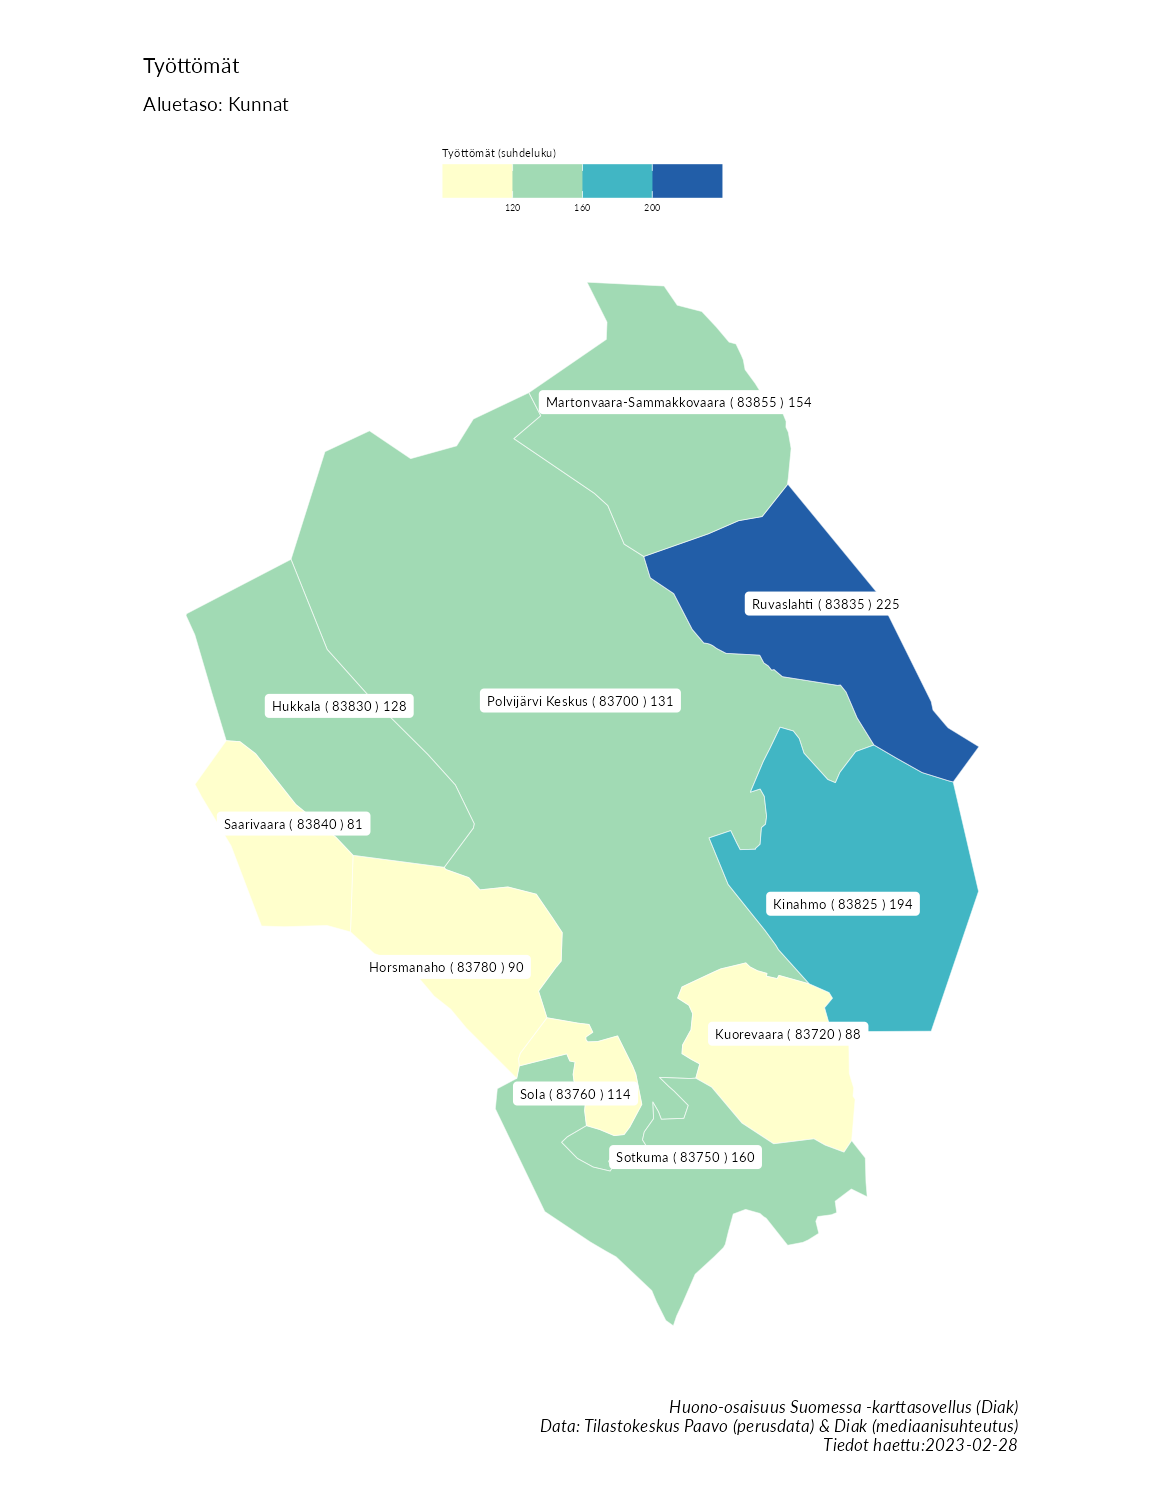 Työttömät
Aluetaso: Kunnat
Työttömät (suhdeluku)
120 160 200
Martonvaara-Sammakkovaara ( 83855 ) 154
Ruvaslahti ( 83835 ) 225
Polvijärvi Keskus ( 83700 ) 131
Hukkala ( 83830 ) 128
Saarivaara ( 83840 ) 81
Kinahmo ( 83825 ) 194
Horsmanaho ( 83780 ) 90
Kuorevaara ( 83720 ) 88
Sola ( 83760 ) 114
Sotkuma ( 83750 ) 160
Huono-osaisuus Suomessa -karttasovellus (Diak)
Data: Tilastokeskus Paavo (perusdata) & Diak (mediaanisuhteutus)
Tiedot haettu:2023-02-28